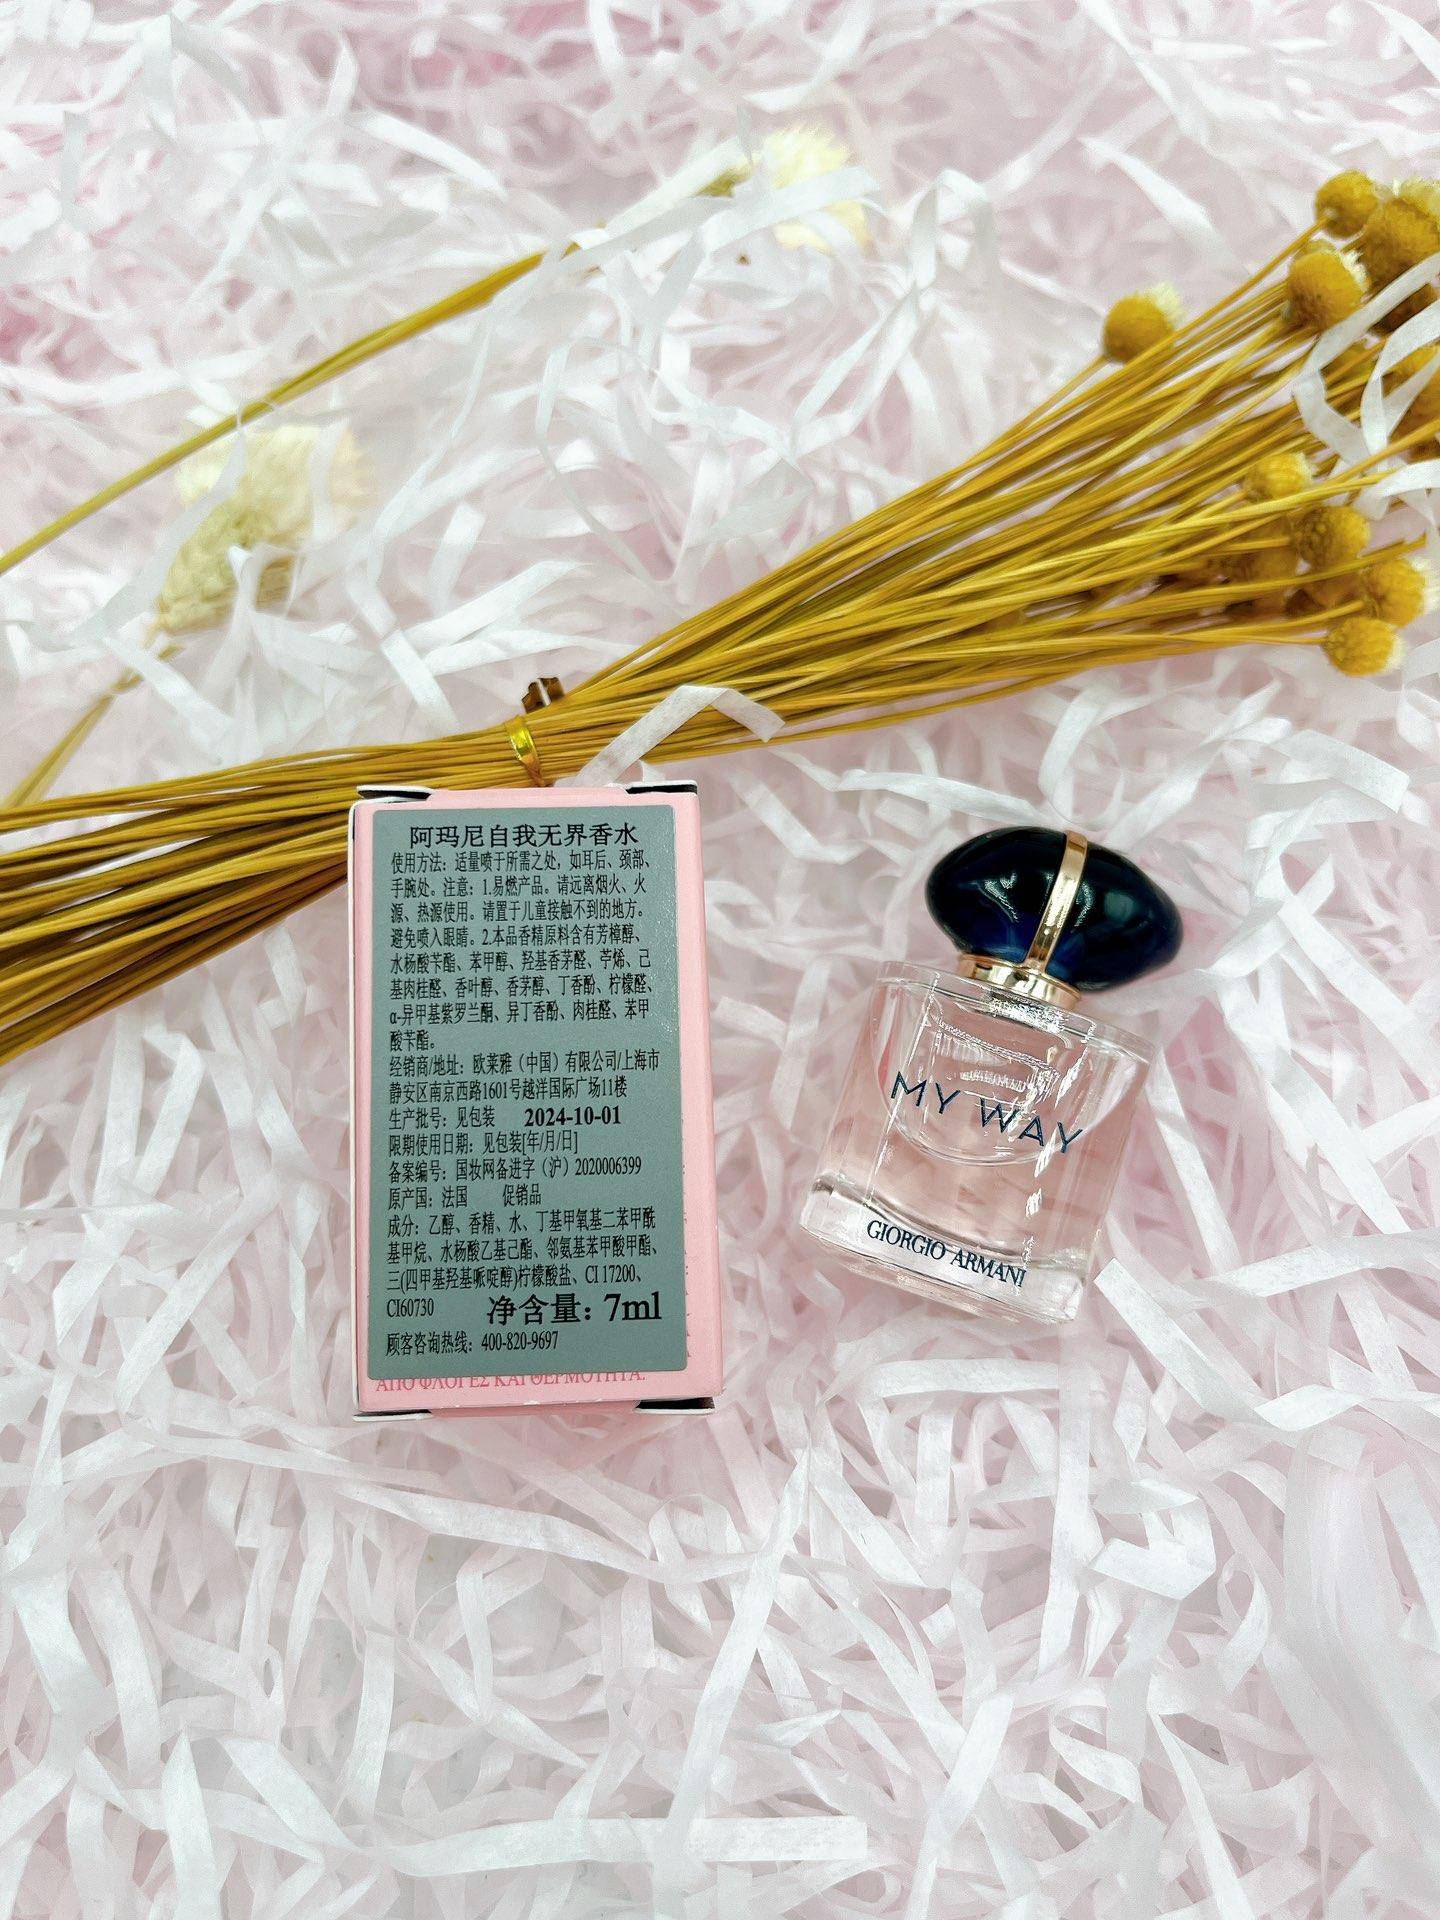 阿玛尼自我无界香水
使用方法：适量喷于所需之处，如耳后、颈部、
手腕处。注意：1.易燃产品。请远离烟火、火
源、热源使用。请置于儿童接触不到的地方。
避免喷入眼睛。2.本品香精原料含有芳樟醇、
水杨酸苄酯、苯甲醇、羟基香茅醛、苧烯、己
基肉桂醛、香叶醇、香茅醇、丁香酚、柠檬醛、
α-异甲基紫罗兰酮、异丁香酚、肉桂醛、苯甲
酸苄酯。
经销商/地址：欧莱雅（中国）有限公司/上海市
静安区南京西路1601号越洋国际广场11楼
生产批号：见包装 2024-10-01
限期使用日期：见包装[年/月/日]
备案编号：国妆网备进字（沪）2020006399
原产国：法国 促销品
成分：乙醇、香精、水、丁基甲氧基二苯甲酰
基甲烷、水杨酸乙基己酯、邻氨基苯甲酸甲酯、
三(四甲基羟基哌啶醇)柠檬酸盐、CI 17200、
CI60730 净含量：7ml
顾客咨询热线：400-820-9697
ΑΠΟ ΦΛΟΓΕΣ ΚΑΙ ΘΕΡΜΟΤΗΤΑ.
MY WAY
GIORGIO ARMANI